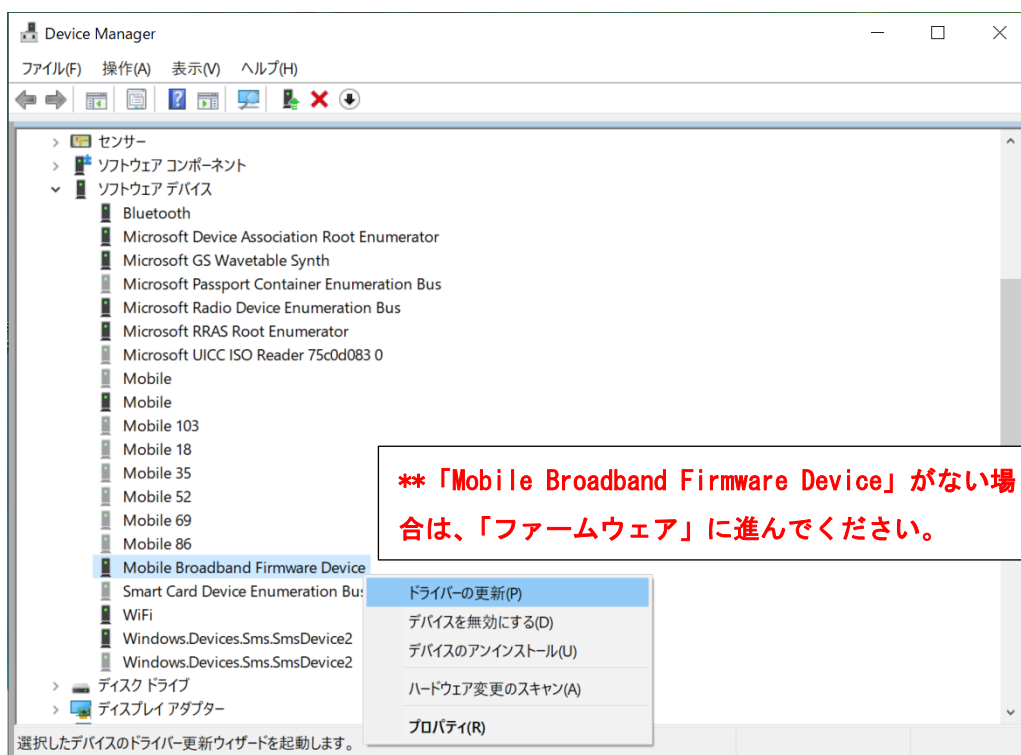 Device Manager
ファイル(F) 操作(A) 表示(V) ヘルプ(H)
センサー
ソフトウェア コンポーネント
ソフトウェア デバイス
Bluetooth
Microsoft Device Association Root Enumerator
Microsoft GS Wavetable Synth
Microsoft Passport Container Enumeration Bus
Microsoft Radio Device Enumeration Bus
Microsoft RRAS Root Enumerator
Microsoft UICC ISO Reader 75c0d083 0
Mobile
Mobile
Mobile 103
Mobile 18
Mobile 35
Mobile 52
Mobile 69
Mobile 86
**「Mobile Broadband Firmware Device」がない場
合は、「ファームウェア」に進んでください。
Mobile Broadband Firmware Device
Smart Card Device Enumeration Bus
WiFi
Windows.Devices.Sms.SmsDevice2
Windows.Devices.Sms.SmsDevice2
ディスク ドライブ
ディスプレイ アダプター
ドライバーの更新(P)
デバイスを無効にする(D)
デバイスのアンインストール(U)
ハードウェア変更のスキャン(A)
プロパティ(R)
選択したデバイスのドライバー更新ウィザードを起動します。